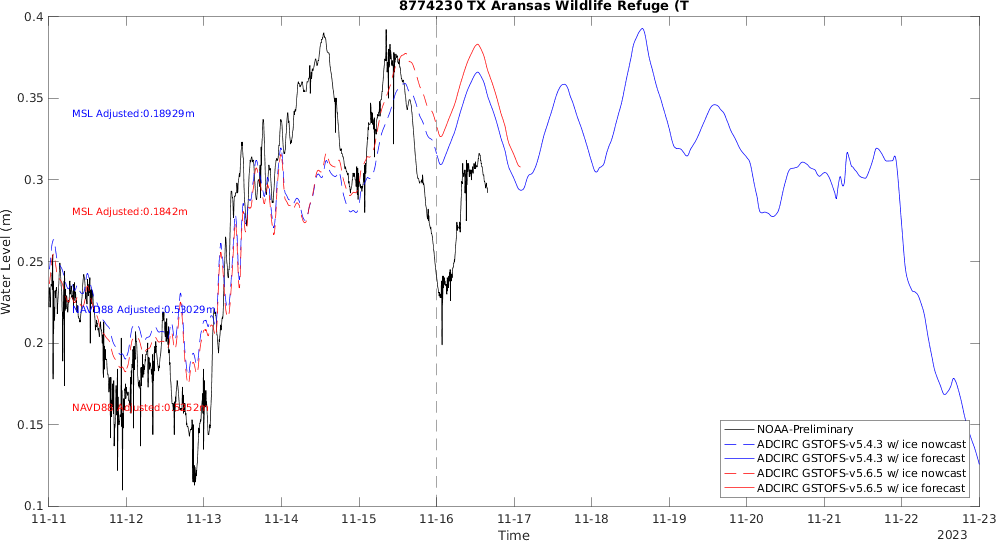 8774230 TX Aransas Wildlife Refuge (T
0.4
0.35
0.3
0.25
0.2
0.15
0.1
Water Level (m)
MSL Adjusted:0.18929m
MSL Adjusted:0.1842m
NAVD88 Adjusted:0.53029m
NAVD88 Adjusted:
NOAA-Preliminary
ADCIRC GSTOFS-v5.4.3 w/ ice nowcast
ADCIRC GSTOFS-v5.4.3 w/ ice forecast
ADCIRC GSTOFS-v5.6.5 w/ ice nowcast
ADCIRC GSTOFS-v5.6.5 w/ ice forecast
11-11 11-12 11-13 11-14 11-15 11-16 11-17 11-18 11-19 11-20 11-21 11-22 11-23
Time
2023